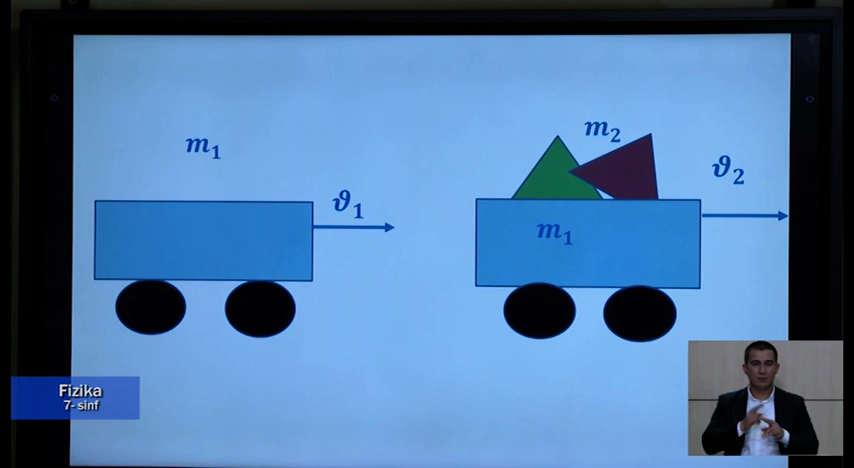 m₁
ϑ₁
m₂
ϑ₂
m₁
Fizika
7- sinf